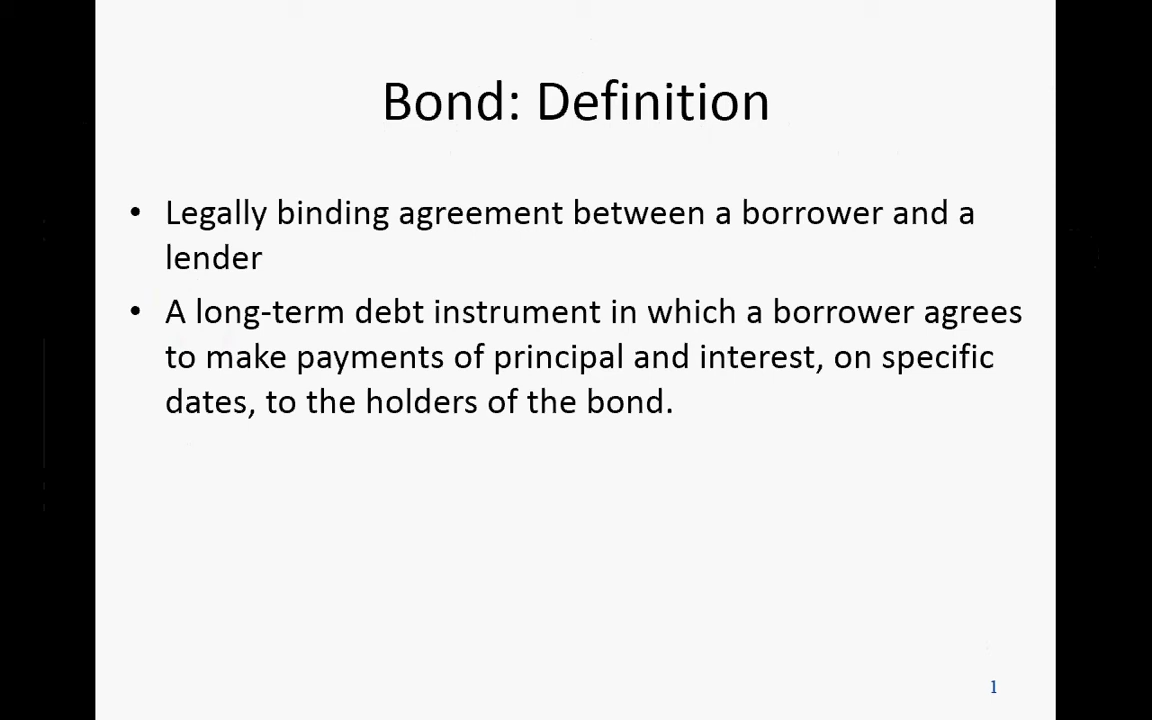 Bond: Definition
• Legally binding agreement between a borrower and a
lender
• A long-term debt instrument in which a borrower agrees
to make payments of principal and interest, on specific
dates, to the holders of the bond.
1